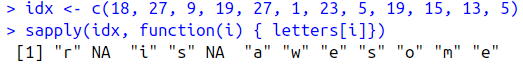 > idx <- c(18, 27, 9, 19, 27, 1, 23, 5, 19, 15, 13, 5)
> sapply(idx, function(i) { letters[i]})
 [1] "r" NA  "i" "s" NA  "a" "w" "e" "s" "o" "m" "e"